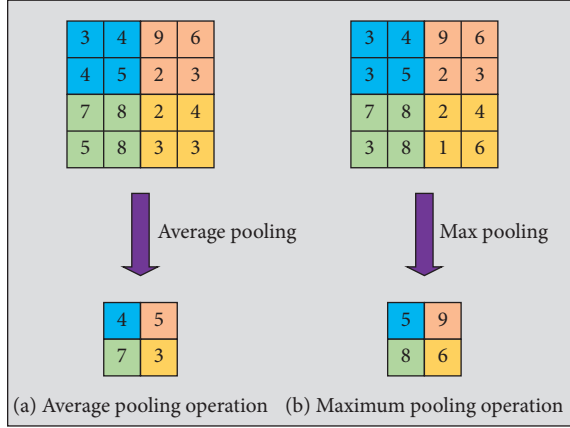 3 4 9 6
4 5 2 3
7 8 2 4
5 8 3 3
Average pooling
4 5
7 3
(a) Average pooling operation
3 4 9 6
3 5 2 3
7 8 2 4
3 8 1 6
Max pooling
5 9
8 6
(b) Maximum pooling operation